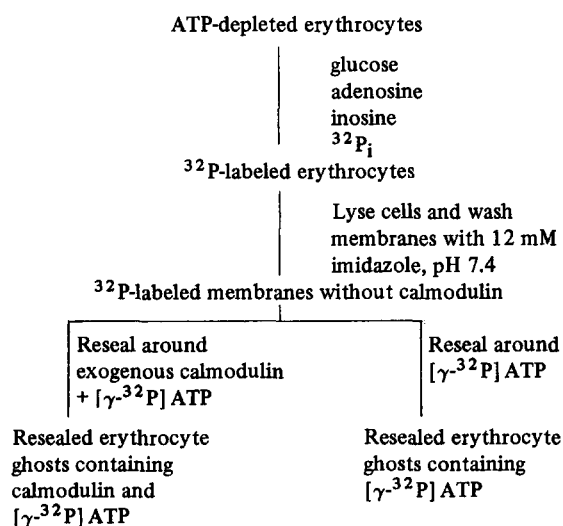 ATP-depleted erythrocytes
glucose
adenosine
inosine
³²Pᵢ
³²P-labeled erythrocytes
Lyse cells and wash
membranes with 12 mM
imidazole, pH 7.4
³²P-labeled membranes without calmodulin
Reseal around
exogenous calmodulin
+ [γ-³²P] ATP
Reseal around
[γ-³²P] ATP
Resealed erythrocyte
ghosts containing
calmodulin and
[γ-³²P] ATP
Resealed erythrocyte
ghosts containing
[γ-³²P] ATP